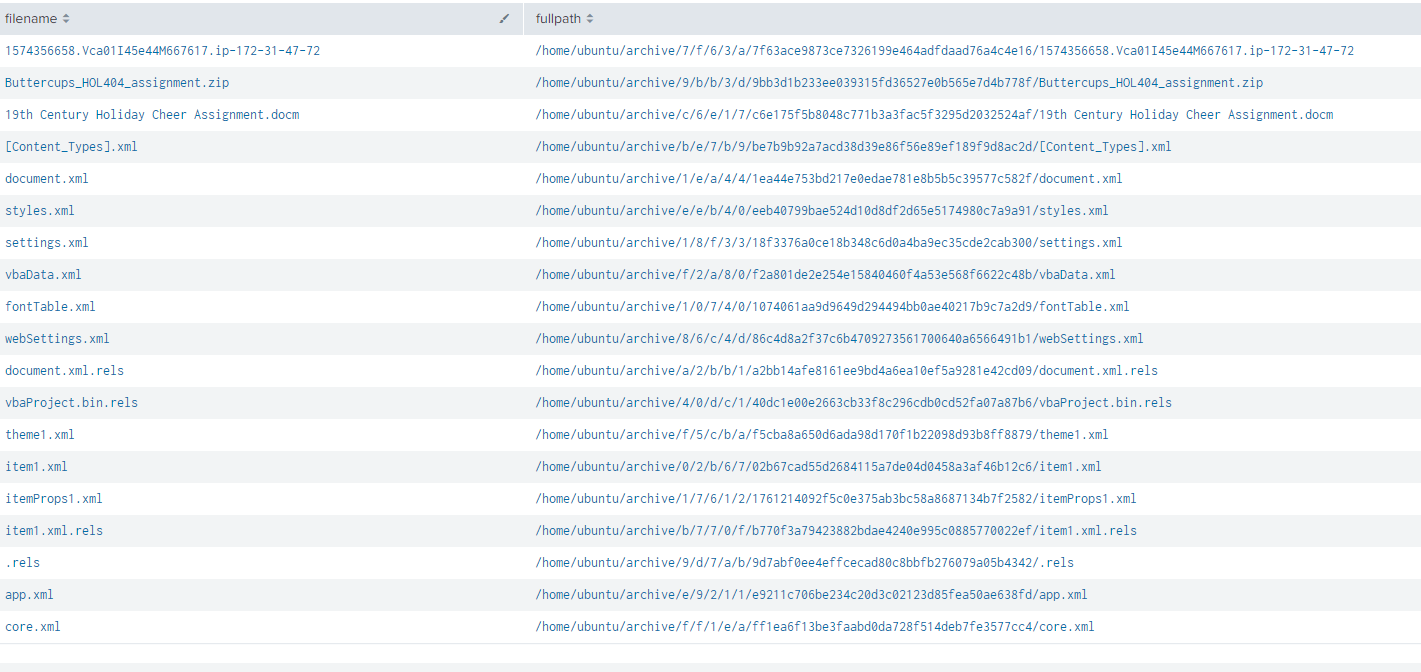 filename fullpath
1574356658.Vca01I45e44M667617.ip-172-31-47-72 /home/ubuntu/archive/7/f/6/3/a/7f63ace9873ce7326199e464adfdaad76a4c4e16/1574356658.Vca01I45e44M667617.ip-172-31-47-72
Buttercups_HOL404_assignment.zip /home/ubuntu/archive/9/b/b/3/d/9bb3d1b233ee039315fd36527e0b565e7d4b778f/Buttercups_HOL404_assignment.zip
19th Century Holiday Cheer Assignment.docm /home/ubuntu/archive/c/6/e/1/7/c6e175f5b8048c771b3a3fac5f3295d2032524af/19th Century Holiday Cheer Assignment.docm
[Content_Types].xml /home/ubuntu/archive/b/e/7/b/9/be7b9b92a7acd38d39e86f56e89ef189f9d8ac2d/[Content_Types].xml
document.xml /home/ubuntu/archive/1/e/a/4/4/1ea44e753bd217e0edae781e8b5b5c39577c582f/document.xml
styles.xml /home/ubuntu/archive/e/e/b/4/0/eeb40799bae524d10d8df2d65e5174980c7a9a91/styles.xml
settings.xml /home/ubuntu/archive/1/8/f/3/3/18f3376a0ce18b348c6d0a4ba9ec35cde2cab300/settings.xml
vbaData.xml /home/ubuntu/archive/f/2/a/8/0/f2a801de2e254e15840460f4a53e568f6622c48b/vbaData.xml
fontTable.xml /home/ubuntu/archive/1/0/7/4/0/1074061aa9d9649d294494bb0ae40217b9c7a2d9/fontTable.xml
webSettings.xml /home/ubuntu/archive/8/6/c/4/d/86c4d8a2f37c6b4709273561700640a6566491b1/webSettings.xml
document.xml.rels /home/ubuntu/archive/a/2/b/b/1/a2bb14afe8161ee9bd4a6ea10ef5a9281e42cd09/document.xml.rels
vbaProject.bin.rels /home/ubuntu/archive/4/0/d/c/1/40dc1e00e2663cb33f8c296cdb0cd52fa07a87b6/vbaProject.bin.rels
theme1.xml /home/ubuntu/archive/f/5/c/b/a/f5cba8a650d6ada98d170f1b22098d93b8ff8879/theme1.xml
item1.xml /home/ubuntu/archive/0/2/b/6/7/02b67cad55d2684115a7de04d0458a3af46b12c6/item1.xml
itemProps1.xml /home/ubuntu/archive/1/7/6/1/2/1761214092f5c0e375ab3bc58a8687134b7f2582/itemProps1.xml
item1.xml.rels /home/ubuntu/archive/b/7/7/0/f/b770f3a79423882bdae4240e995c0885770022ef/item1.xml.rels
.rels /home/ubuntu/archive/9/d/7/a/b/9d7abf0ee4effcecad80c8bbfb276079a05b4342/.rels
app.xml /home/ubuntu/archive/e/9/2/1/1/e9211c706be234c20d3c02123d85fea50ae638fd/app.xml
core.xml /home/ubuntu/archive/f/f/1/e/a/ff1ea6f13be3faabd0da728f514deb7fe3577cc4/core.xml